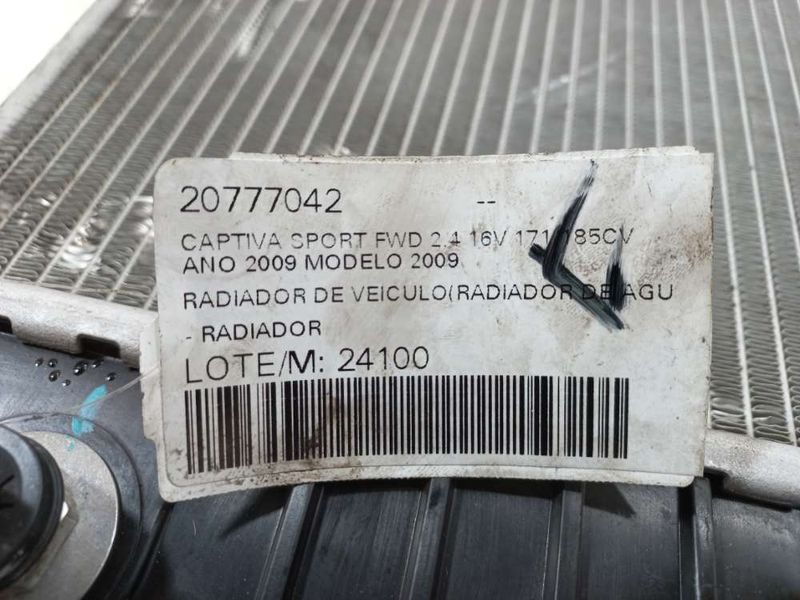 20777042 --
CAPTIVA SPORT FWD 2.4 16V 171/185CV
ANO 2009 MODELO 2009
RADIADOR DE VEICULO(RADIADOR DE AGU
- RADIADOR
LOTE/M: 24100